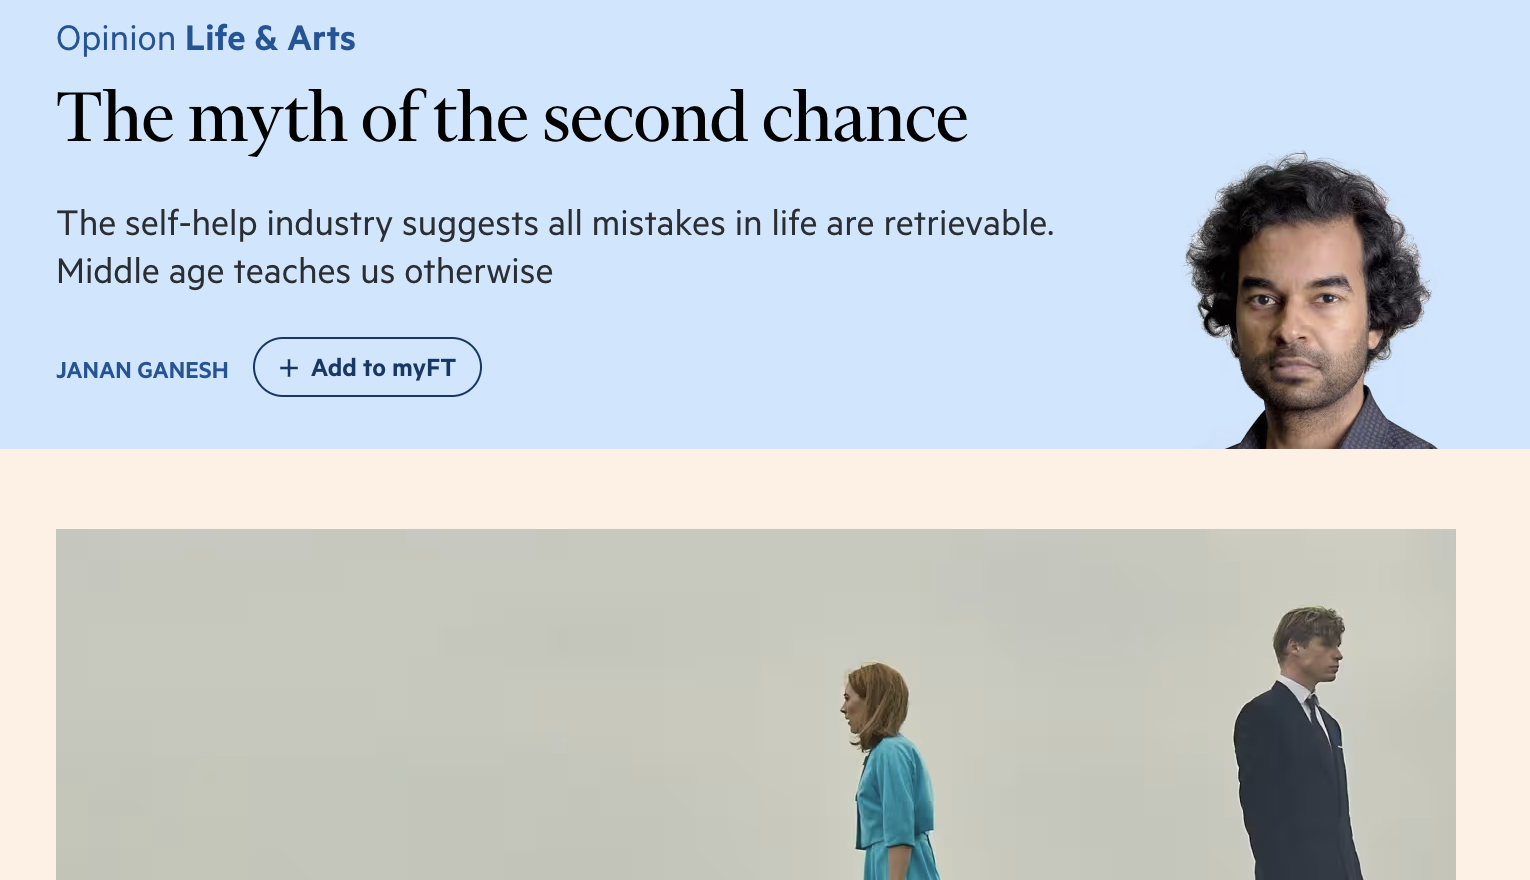 Opinion Life & Arts
The myth of the second chance
The self-help industry suggests all mistakes in life are retrievable.
Middle age teaches us otherwise
JANAN GANESH
+ Add to myFT